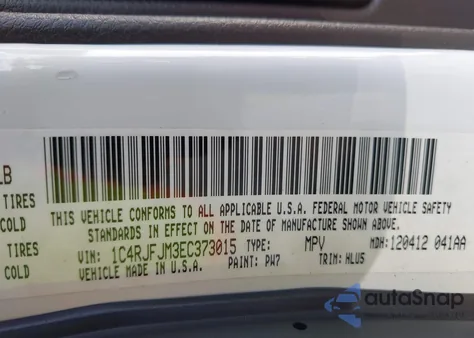 LB
TIRES
COLD
TIRES
COLD
THIS VEHICLE CONFORMS TO ALL APPLICABLE U.S.A. FEDERAL MOTOR VEHICLE SAFETY
STANDARDS IN EFFECT ON THE DATE OF MANUFACTURE SHOWN ABOVE.
VIN: 1C4RJFJM3EC373015 TYPE: MPV MDH: 120412 041AA
VEHICLE MADE IN U.S.A. PAINT: PW7 TRIM: HLUS
autoSnap